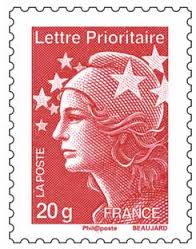 Lettre Prioritaire
LA POSTE
20 g
FRANCE
Phil@poste
BEAUJARD